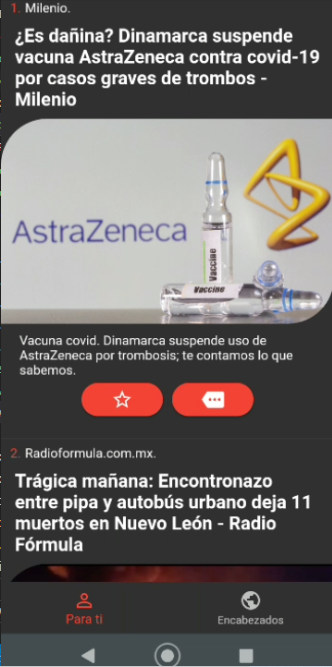 1. Milenio.
¿Es dañina? Dinamarca suspende
vacuna AstraZeneca contra covid-19
por casos graves de trombos -
Milenio
AstraZeneca
Vaccine
Vaccine
Vacuna covid. Dinamarca suspende uso de
AstraZeneca por trombosis; te contamos lo que
sabemos.
2. Radioformula.com.mx.
Trágica mañana: Encontronazo
entre pipa y autobús urbano deja 11
muertos en Nuevo León - Radio
Fórmula
Para ti
Encabezados